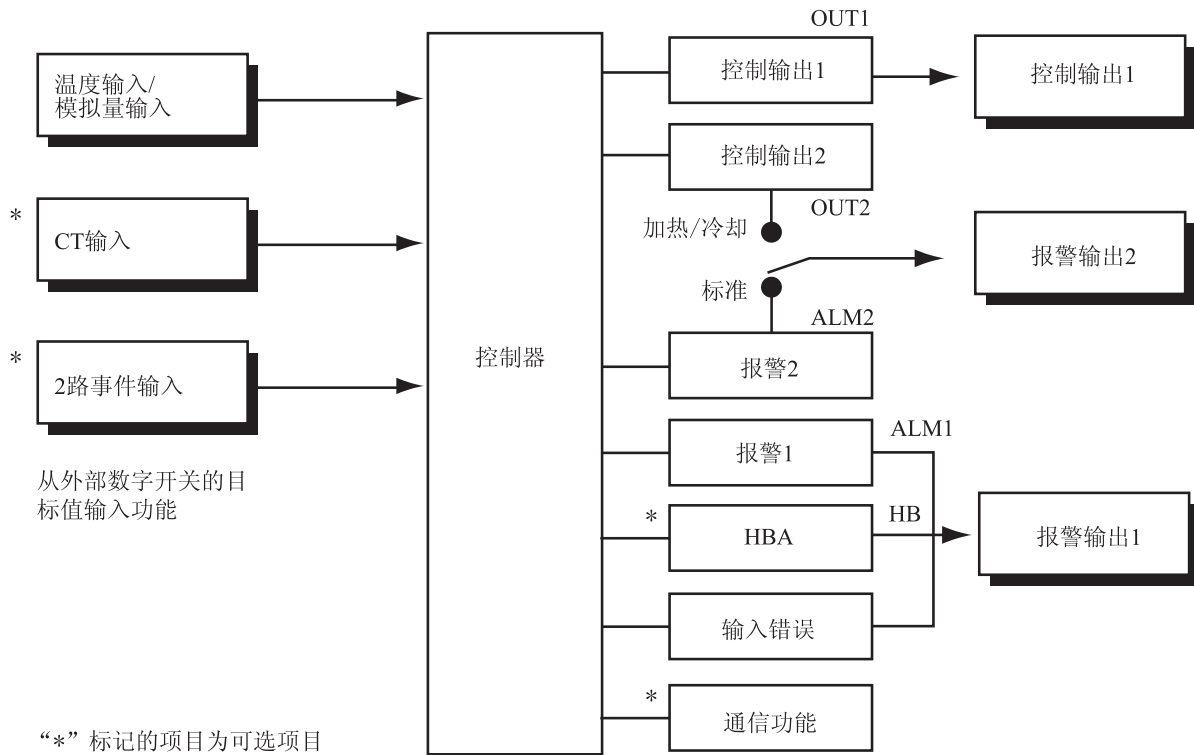 温度输入/
模拟量输入
*
CT输入
*
2路事件输入
从外部数字开关的目
标值输入功能
“*”标记的项目为可选项目
控制器
OUT1
控制输出1
控制输出1
控制输出2
OUT2
加热/冷却
标准
报警输出2
ALM2
报警2
报警1
ALM1
*
HBA
HB
报警输出1
输入错误
*
通信功能